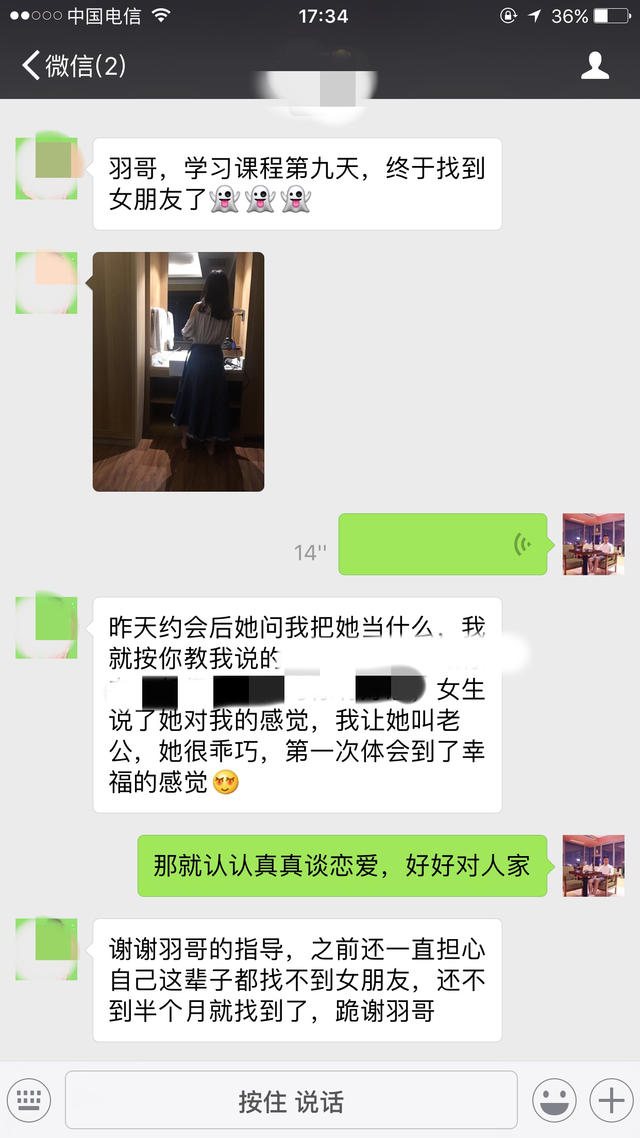 中国电信 17:34 36%
微信(2)
羽哥，学习课程第九天，终于找到
女朋友了👻👻👻
14''
昨天约会后她问我把她当什么，我
就按你教我说的
女生
说了她对我的感觉，我让她叫老
公，她很乖巧，第一次体会到了幸
福的感觉
那就认认真真谈恋爱，好好对人家
谢谢羽哥的指导，之前还一直担心
自己这辈子都找不到女朋友，还不
到半个月就找到了，跪谢羽哥
按住 说话